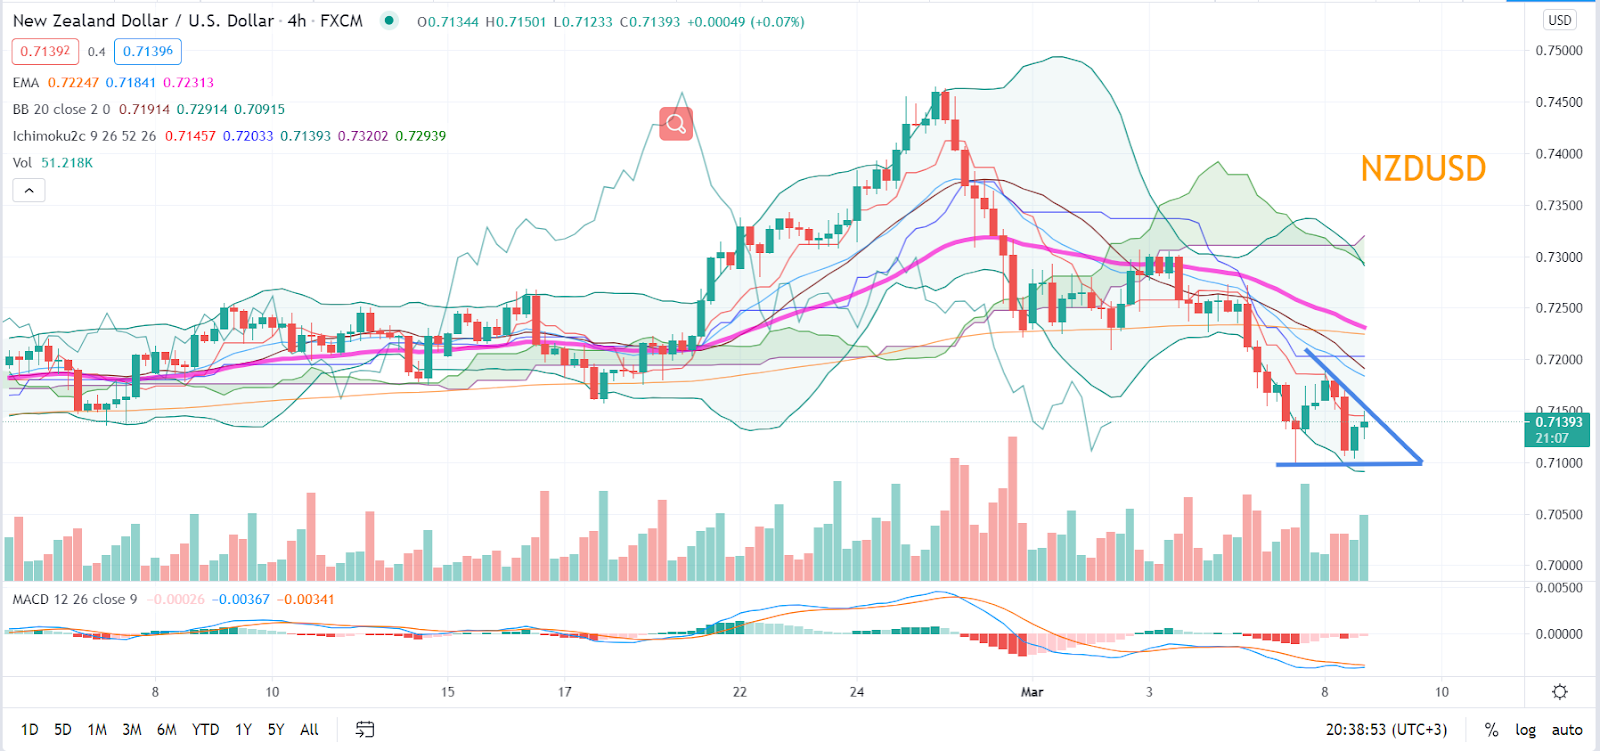 New Zealand Dollar / U.S. Dollar · 4h · FXCM O0.71344 H0.71501 L0.71233 C0.71393 +0.00049 (+0.07%)
USD
0.71392 0.4 0.71396
EMA 0.72247 0.71841 0.72313
BB 20 close 2 0 0.71914 0.72914 0.70915
Ichimoku2c 9 26 52 26 0.71457 0.72033 0.71393 0.73202 0.72939
Vol 51.218K
NZDUSD
0.75000
0.74500
0.74000
0.73500
0.73000
0.72500
0.72000
0.71500
0.71393
21:07
0.71000
0.70500
0.70000
MACD 12 26 close 9 -0.00026 -0.00367 -0.00341
0.00500
0.00000
8 10 15 17 22 24 Mar 3 8 10
1D 5D 1M 3M 6M YTD 1Y 5Y All 20:38:53 (UTC+3) % log auto